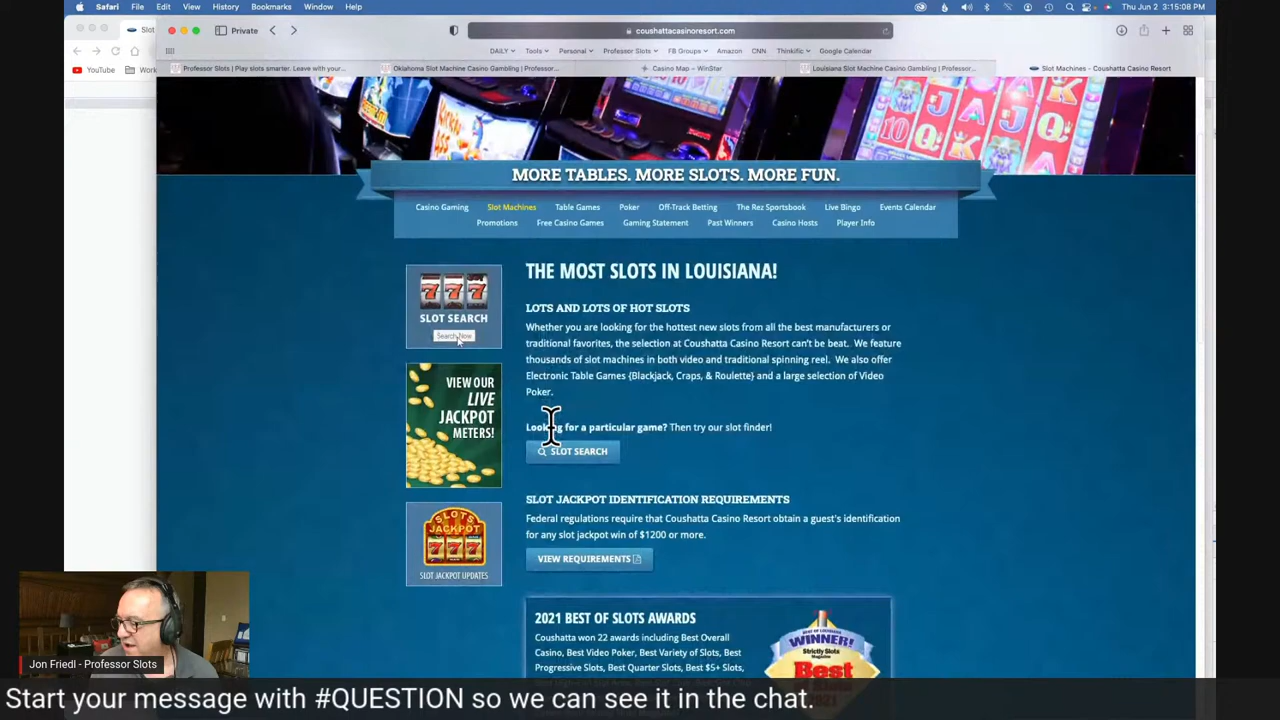 Safari File Edit View History Bookmarks Window Help
Thu Jun 2 3:15:08 PM
Slot
Private
coushattacasinoresort.com
DAILY Tools Personal Professor Slots FB Groups Amazon CNN Thinkific Google Calendar
YouTube Work
Professor Slots | Play slots smarter. Leave with your...
Oklahoma Slot Machine Casino Gambling | Professor...
Casino Map – WinStar
Louisiana Slot Machine Casino Gambling | Professor...
Slot Machines - Coushatta Casino Resort
MORE TABLES. MORE SLOTS. MORE FUN.
Casino Gaming Slot Machines Table Games Poker Off-Track Betting The Rez Sportsbook Live Bingo Events Calendar
Promotions Free Casino Games Gaming Statement Past Winners Casino Hosts Player Info
7 7 7
SLOT SEARCH
Search Now
VIEW OUR
LIVE
JACKPOT
METERS!
SLOTS
JACKPOT
777
SLOT JACKPOT UPDATES
THE MOST SLOTS IN LOUISIANA!
LOTS AND LOTS OF HOT SLOTS
Whether you are looking for the hottest new slots from all the best manufacturers or
traditional favorites, the selection at Coushatta Casino Resort can't be beat. We feature
thousands of slot machines in both video and traditional spinning reel. We also offer
Electronic Table Games {Blackjack, Craps, & Roulette} and a large selection of Video
Poker.
Looking for a particular game? Then try our slot finder!
SLOT SEARCH
SLOT JACKPOT IDENTIFICATION REQUIREMENTS
Federal regulations require that Coushatta Casino Resort obtain a guest's identification
for any slot jackpot win of $1200 or more.
VIEW REQUIREMENTS
2021 BEST OF SLOTS AWARDS
Coushatta won 22 awards including Best Overall
Casino, Best Video Poker, Best Variety of Slots, Best
Progressive Slots, Best Quarter Slots, Best $5+ Slots,
WINNER!
Strictly Slots
Best
Jon Friedl - Professor Slots
Start your message with #QUESTION so we can see it in the chat.